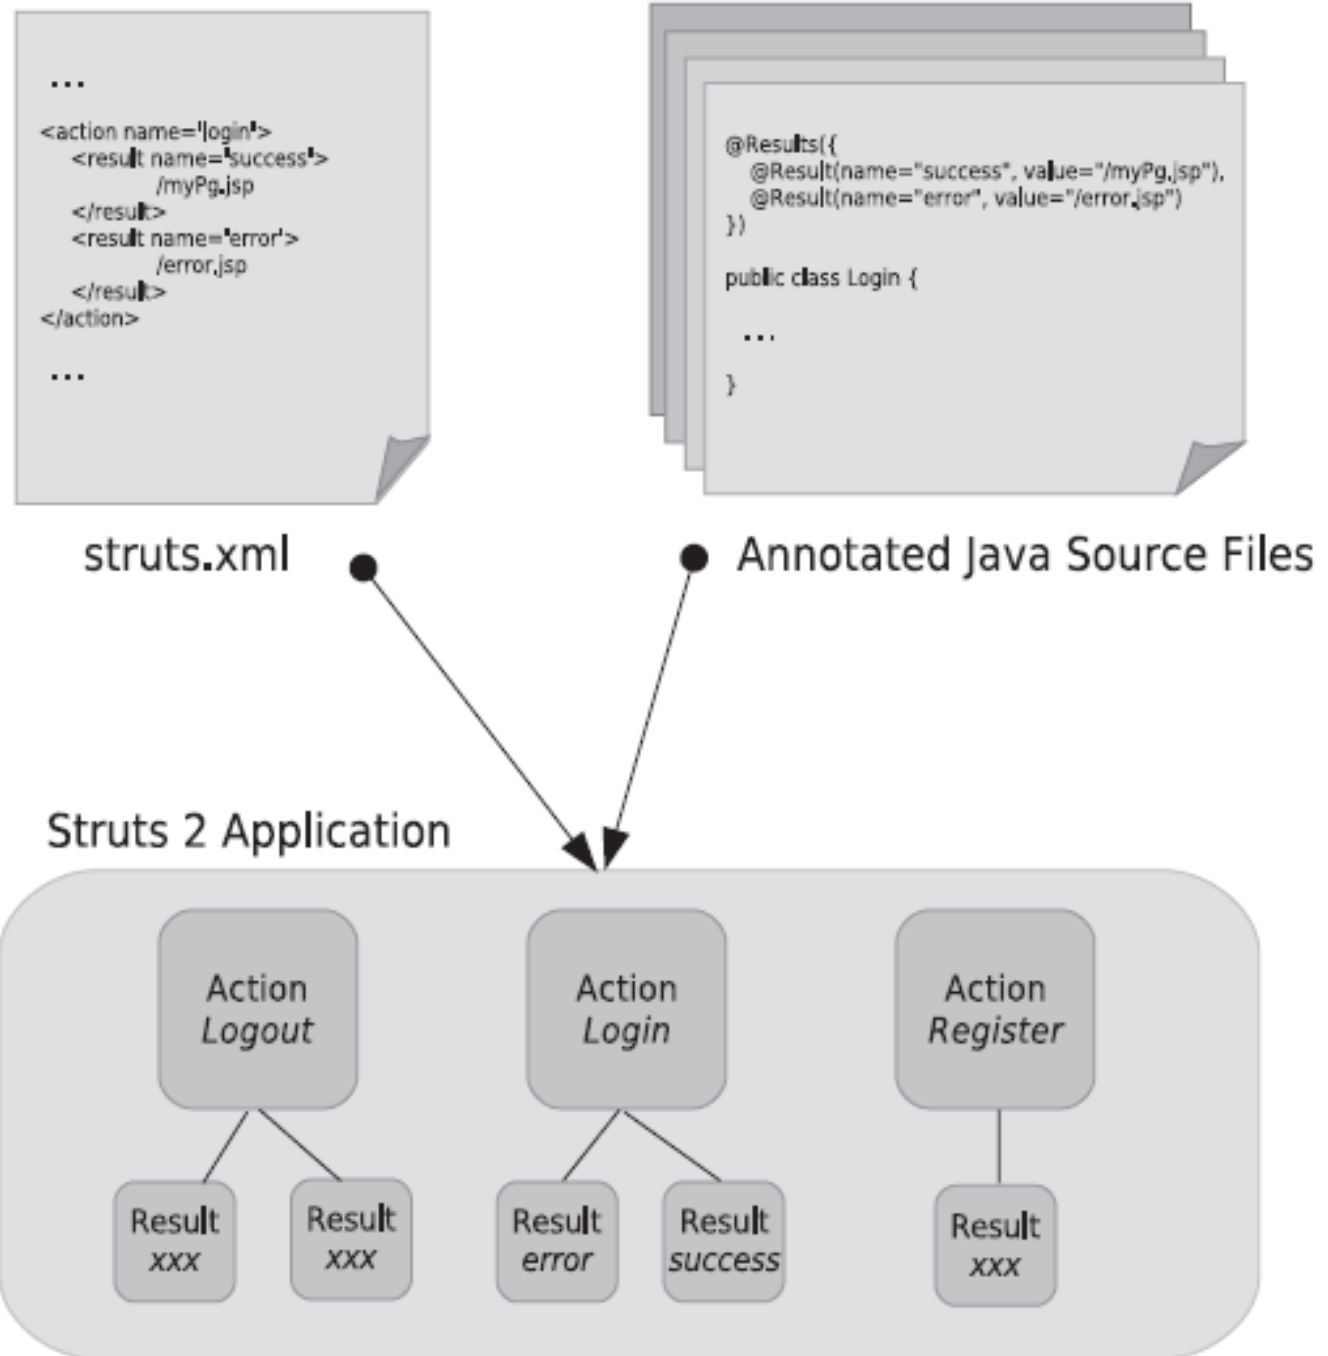 ...
<action name="login">
<result name="success">
/myPg.jsp
</result>
<result name="error">
/error.jsp
</result>
</action>
...
struts.xml
@Results({
@Result(name="success", value="/myPg.jsp"),
@Result(name="error", value="/error.jsp")
})
public class Login {
...
}
Annotated Java Source Files
Struts 2 Application
Action
Logout
Action
Login
Action
Register
Result
xxx
Result
xxx
Result
error
Result
success
Result
xxx